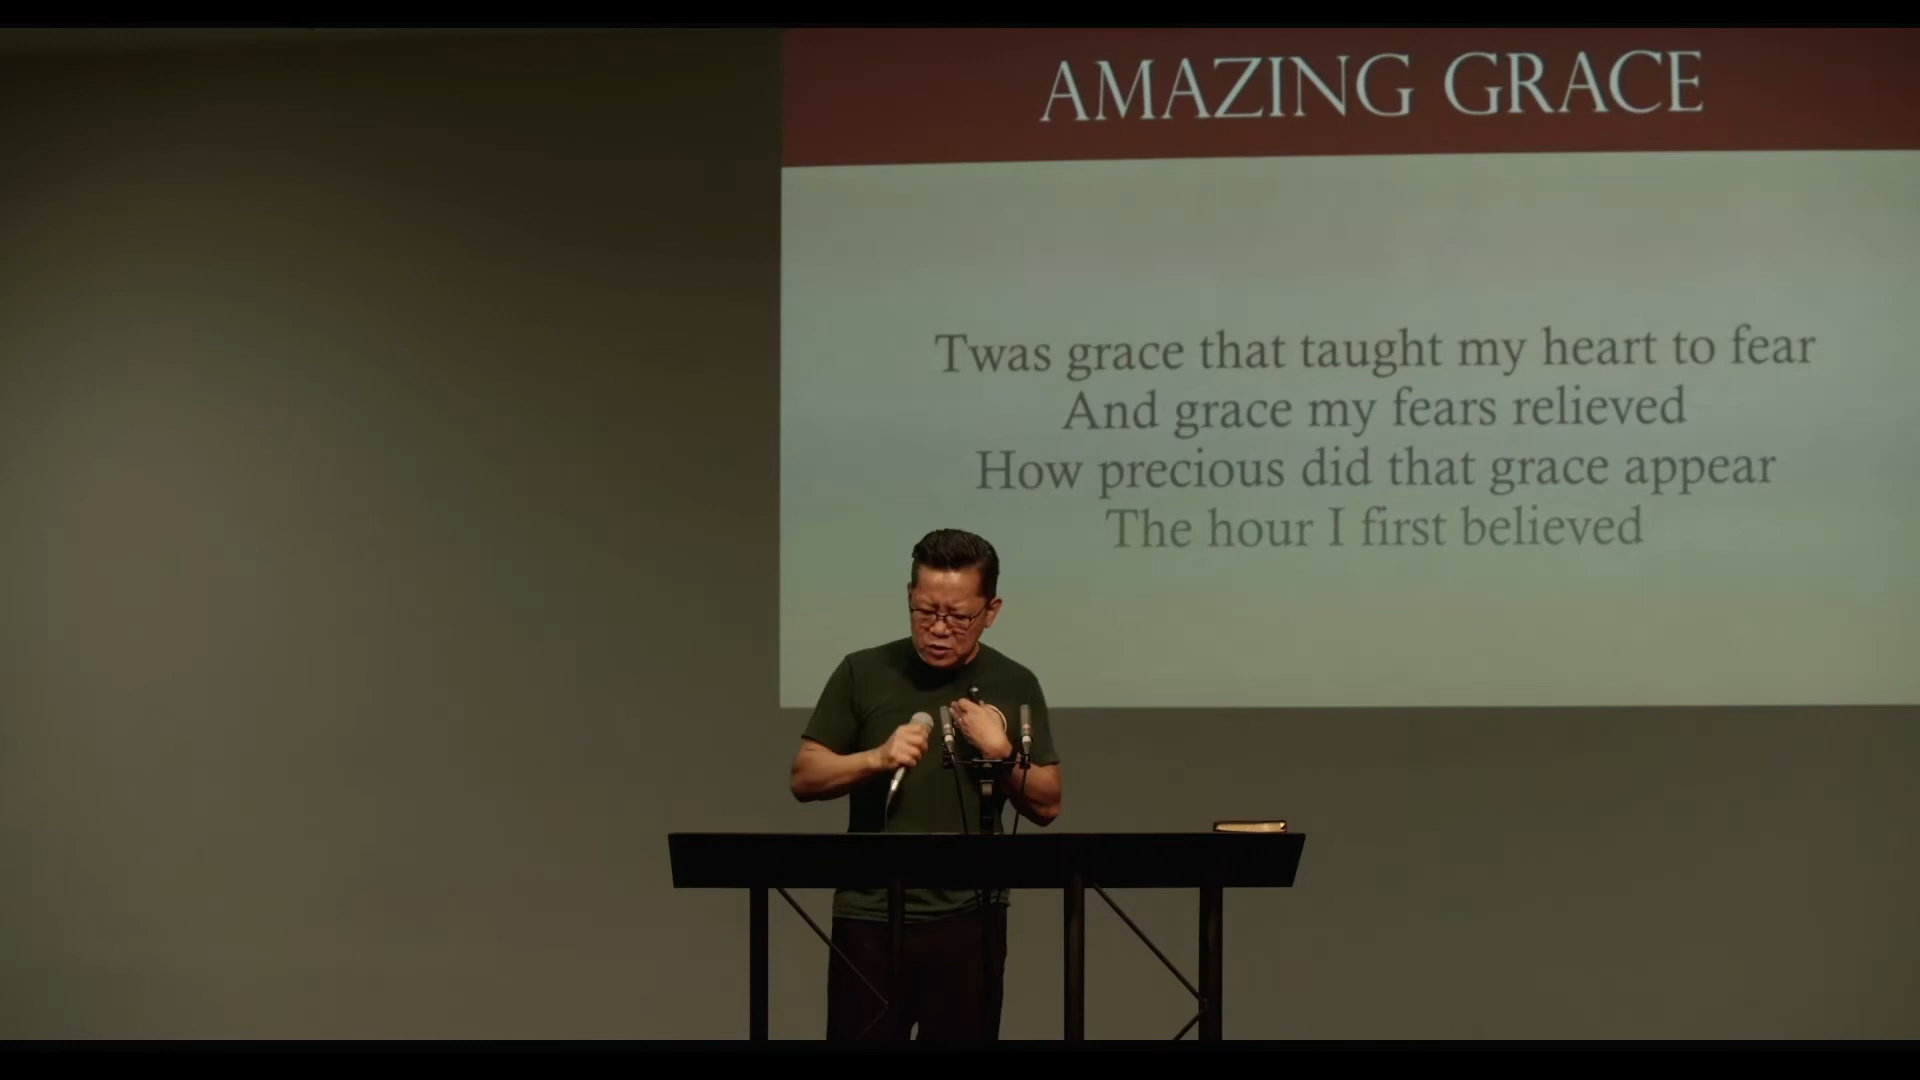 AMAZING GRACE
Twas grace that taught my heart to fear
And grace my fears relieved
How precious did that grace appear
The hour I first believed